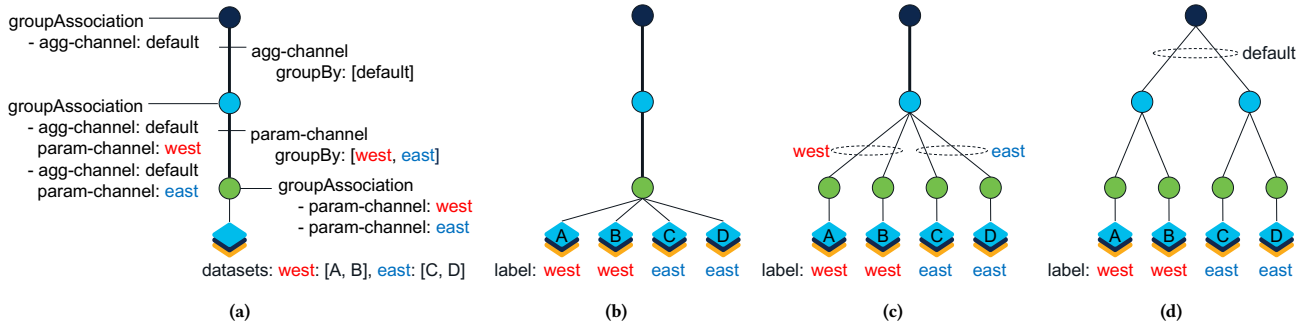 groupAssociation
- agg-channel: default
agg-channel
groupBy: [default]
groupAssociation
- agg-channel: default
param-channel: west
- agg-channel: default
param-channel: east
param-channel
groupBy: [west, east]
groupAssociation
- param-channel: west
- param-channel: east
datasets: west: [A, B], east: [C, D]
(a)
A B C D
label: west west east east
(b)
west east
A B C D
label: west west east east
(c)
default
A B C D
label: west west east east
(d)